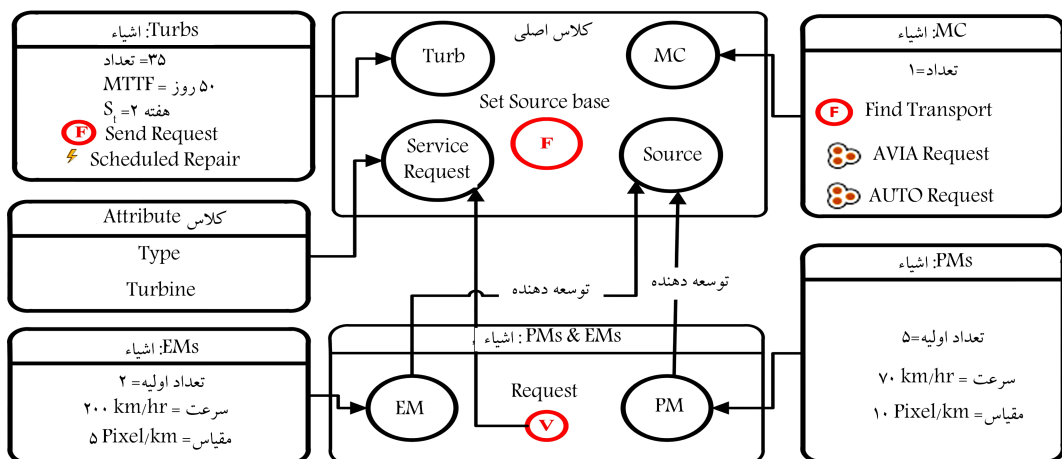 اشیاء :Turbs
تعداد =۳۵
MTTF = ۵۰ روز
St =۲ هفته
F Send Request
Scheduled Repair
کلاس Attribute
Type
Turbine
اشیاء :EMs
تعداد اولیه= ۲
سرعت = ۲۰۰ km/hr
مقیاس= ۵ Pixel/km
کلاس اصلی
Turb
MC
Set Source base
F
Service
Request
Source
توسعه دهنده
توسعه دهنده
اشیاء : PMs & EMs
EM
Request
V
PM
اشیاء :MC
تعداد=۱
F Find Transport
AVIA Request
AUTO Request
اشیاء :PMs
تعداد اولیه=۵
سرعت = ۷۰ km/hr
مقیاس= ۱۰ Pixel/km